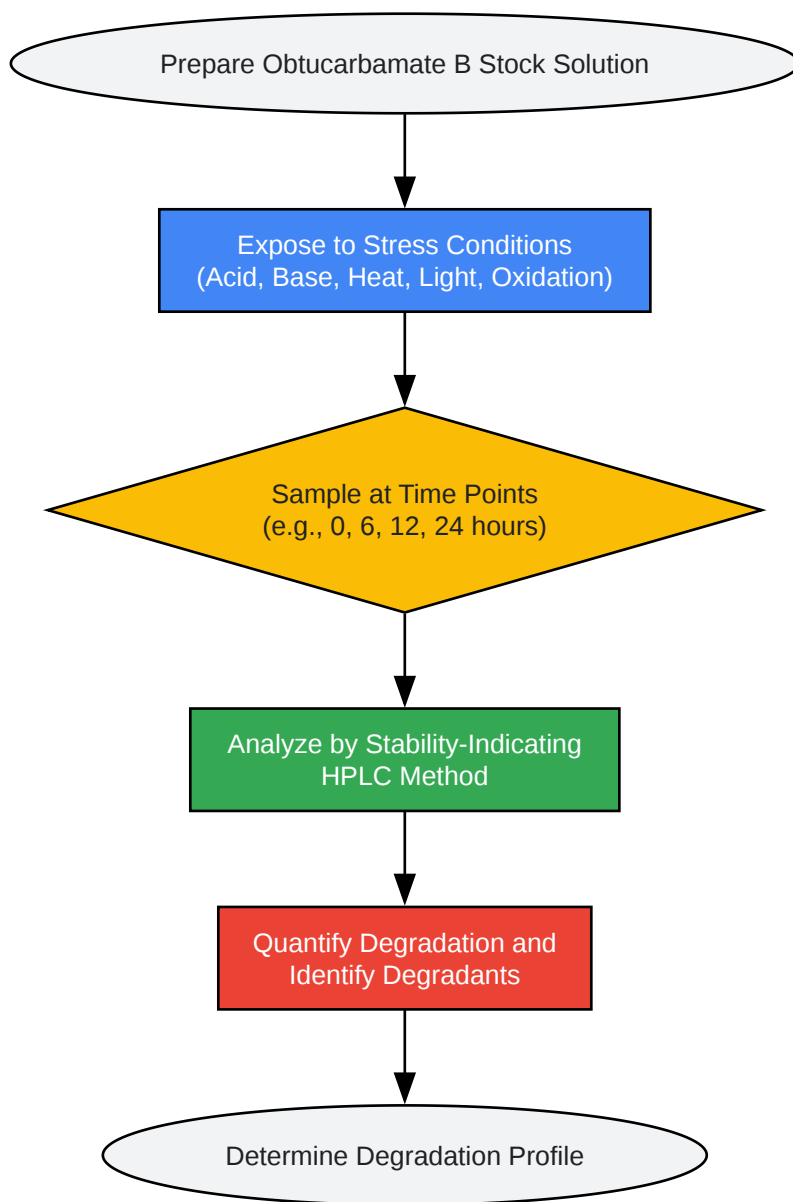 Prepare Obtucarbamate B Stock Solution
Expose to Stress Conditions
(Acid, Base, Heat, Light, Oxidation)
Sample at Time Points
(e.g., 0, 6, 12, 24 hours)
Analyze by Stability-Indicating
HPLC Method
Quantify Degradation and
Identify Degradants
Determine Degradation Profile